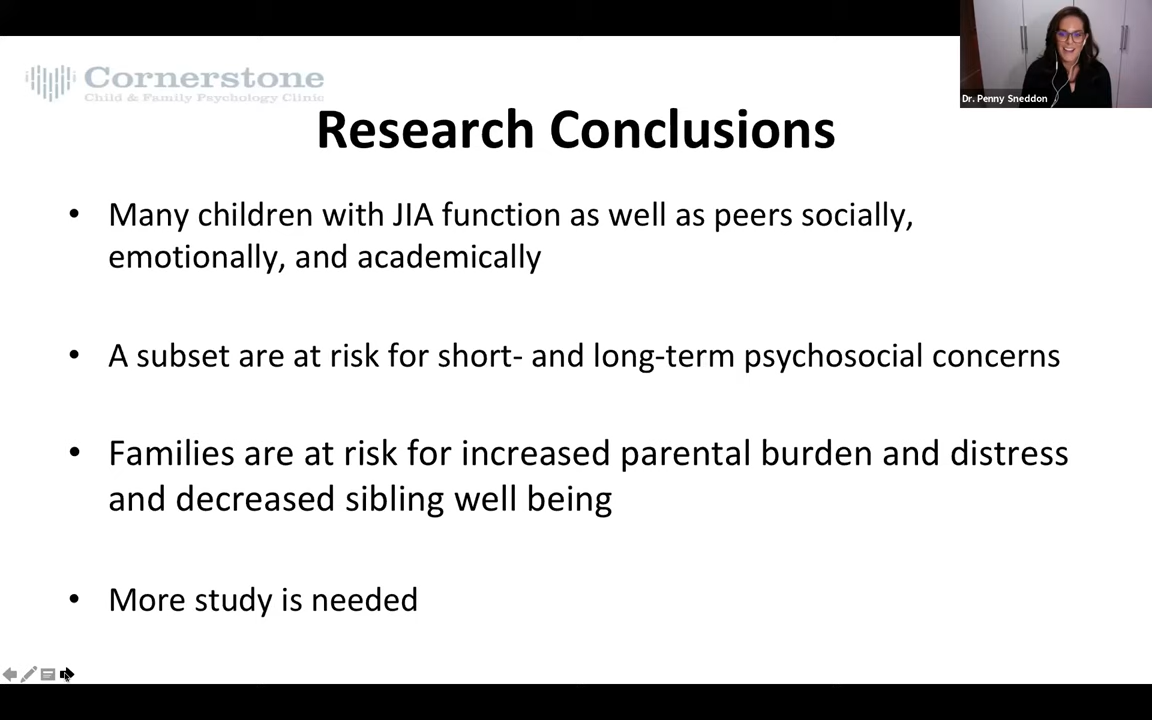 Cornerstone
Child & Family Psychology Clinic
Dr. Penny Sneddon
Research Conclusions
• Many children with JIA function as well as peers socially,
emotionally, and academically
• A subset are at risk for short- and long-term psychosocial concerns
• Families are at risk for increased parental burden and distress
and decreased sibling well being
• More study is needed